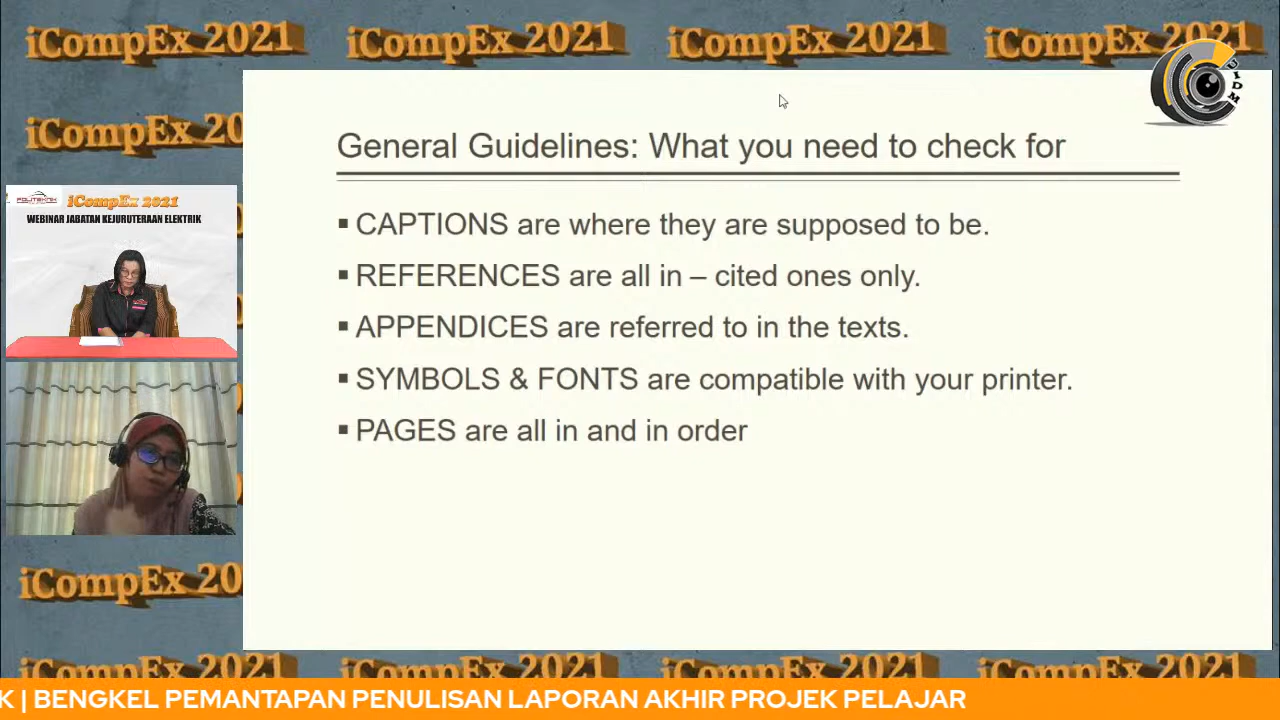 iCompEx 2021 iCompEx 2021 iCompEx 2021 iCompEx 2021
UIDM
iCompEx 20
General Guidelines: What you need to check for
POLITEKNIK
iCompEx 2021
WEBINAR JABATAN KEJURUTERAAN ELEKTRIK
▪ CAPTIONS are where they are supposed to be.
▪ REFERENCES are all in – cited ones only.
▪ APPENDICES are referred to in the texts.
▪ SYMBOLS & FONTS are compatible with your printer.
▪ PAGES are all in and in order
iCompEx 20
iCompEx 2021 iCompEx 2021 iCompEx 2021 iCompEx 2021
K | BENGKEL PEMANTAPAN PENULISAN LAPORAN AKHIR PROJEK PELAJAR